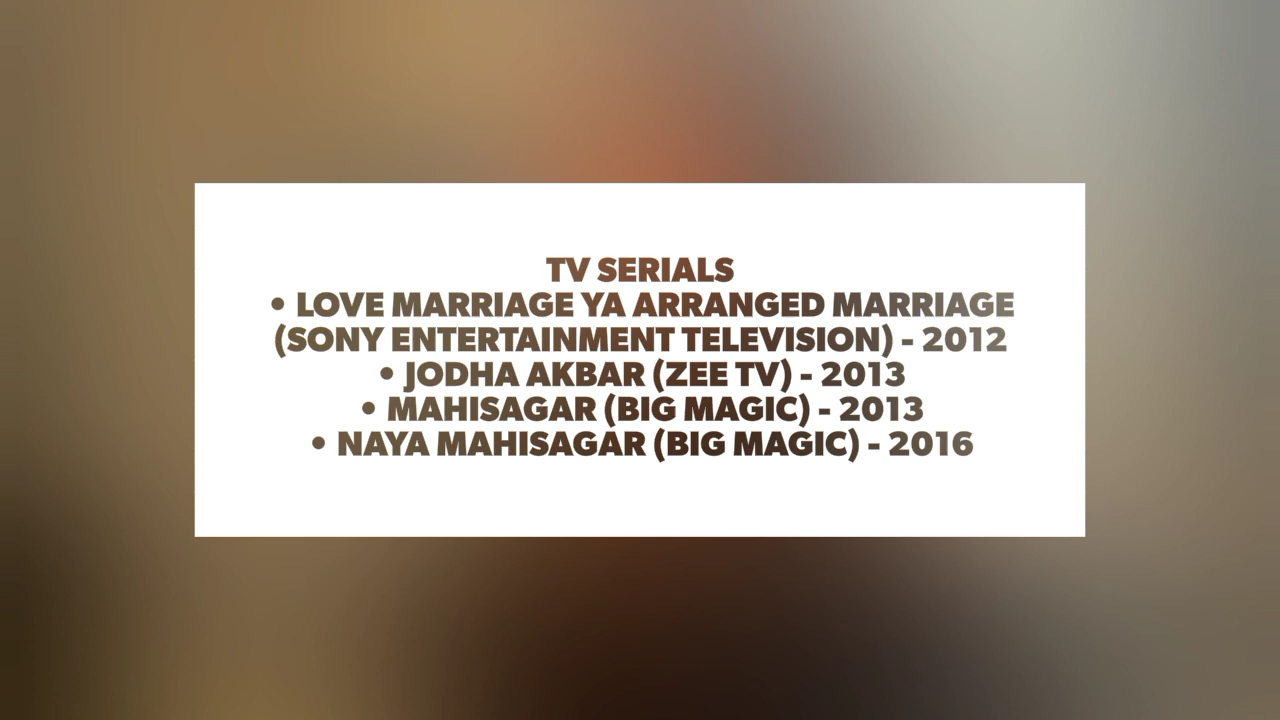 TV SERIALS
• LOVE MARRIAGE YA ARRANGED MARRIAGE
(SONY ENTERTAINMENT TELEVISION) - 2012
• JODHA AKBAR (ZEE TV) - 2013
• MAHISAGAR (BIG MAGIC) - 2013
• NAYA MAHISAGAR (BIG MAGIC) - 2016